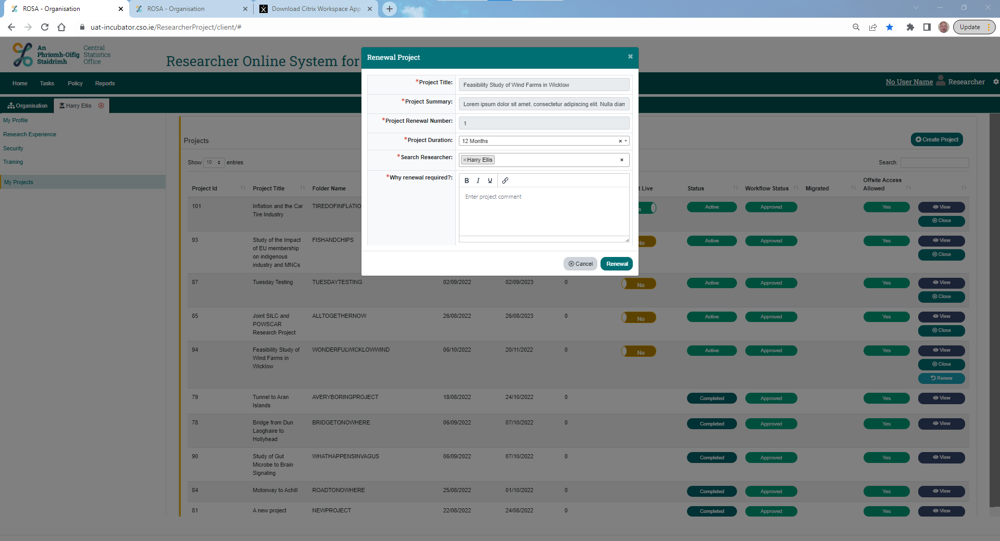 ROSA - Organisation
ROSA - Organisation
Download Citrix Workspace App
uat-incubator.cso.ie/ResearcherProject/client/#
Update
An Phríomh-Oifig Staidrimh
Central Statistics Office
Researcher Online System for
Home Tasks Policy Reports
No User Name Researcher
Organisation Harry Ellis
My Profile
Research Experience
Security
Training
My Projects
Projects
Create Project
Show 10 entries
Search:
Project Id Project Title Folder Name t Live Status Workflow Status Migrated Offsite Access Allowed
101 Inflation and the Car Tire Industry TIREDOFINFLATIO s Active Approved Yes View Close
93 Study of the Impact of EU membership on indigenous industry and MNCs FISHANDCHIPS No Active Approved Yes View Close
87 Tuesday Testing TUESDAYTESTING 02/09/2022 02/09/2023 0 No Active Approved Yes View Close
85 Joint SILC and POWSCAR Research Project ALLTOGETHERNOW 26/08/2022 26/08/2023 0 No Active Approved Yes View Close
94 Feasibility Study of Wind Farms in Wicklow WONDERFULWICKLOWWIND 06/10/2022 20/11/2022 0 No Active Approved Yes View Close Renew
79 Tunnel to Aran Islands AVERYBORINGPROJECT 18/08/2022 24/10/2022 0 Completed Approved Yes View
78 Bridge from Dun Laoghaire to Hollyhead BRIDGETONOWHERE 06/09/2022 07/10/2022 0 Completed Approved Yes View
90 Study of Gut Microbe to Brain Signaling WHATHAPPENSINVAGUS 06/09/2022 07/10/2022 0 Completed Approved Yes View
84 Motorway to Achill ROADTONOWHERE 25/08/2022 01/10/2022 0 Completed Approved Yes View
81 A new project NEWPROJECT 22/08/2022 24/08/2022 0 Completed Approved Yes View
Renewal Project
*Project Title: Feasibility Study of Wind Farms in Wicklow
*Project Summary: Lorem ipsum dolor sit amet, consectetur adipiscing elit. Nulla diam
*Project Renewal Number: 1
*Project Duration: 12 Months
*Search Researcher: ×Harry Ellis
*Why renewal required?: B I U
Enter project comment
Cancel Renewal